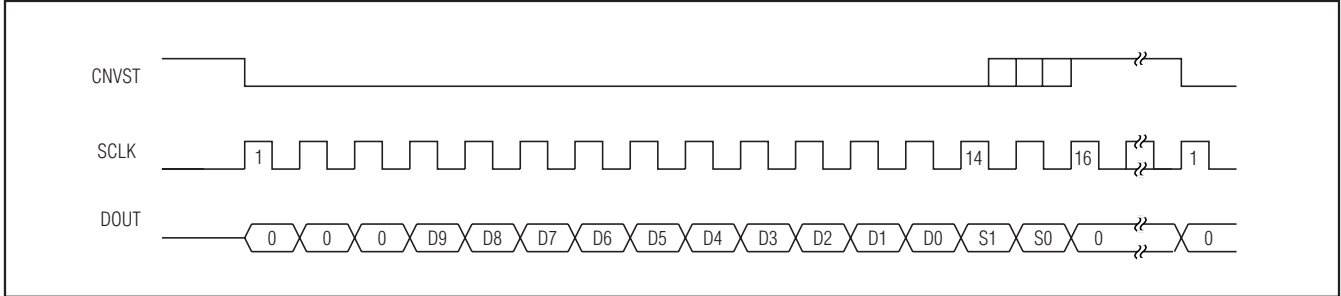 CNVST
SCLK 1 14 16 1
DOUT 0 0 0 D9 D8 D7 D6 D5 D4 D3 D2 D1 D0 S1 S0 0 0